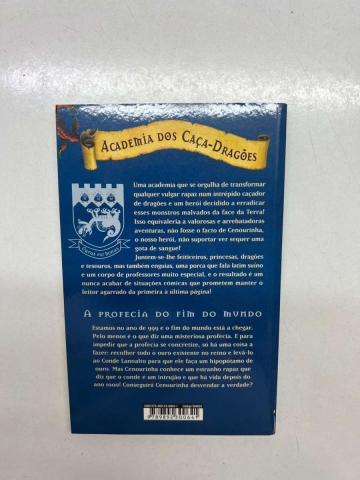 ACADEMIA DOS CAÇA-DRAGÕES
Uma academia que se orgulha de transformar
qualquer vulgar rapaz num intrépido caçador
de dragões e um herói decidido a erradicar
esses monstros malvados da face da Terra!
Isso equivaleria a valorosas e arrebatadoras
aventuras, não fosse o facto de Cenourinha,
o nosso herói, não suportar ver sequer uma
gota de sangue!
Juntem-se-lhe feiticeiros, princesas, dragões
e tesouros, mas também enguias, uma porca que fala latim suíno
e um corpo de professores muito especial, e o resultado é um
nunca acabar de situações cómicas que prometem manter o
leitor agarrado da primeira à última página!
A PROFECIA DO FIM DO MUNDO
Estamos no ano de 999 e o fim do mundo está a chegar.
Pelo menos é o que diz uma misteriosa profecia. E para
impedir que a profecia se concretize, só há uma coisa a
fazer: recolher todo o ouro existente no reino e levá-lo
ao Conde Lansoalto para que ele faça um hipopótamo de
ouro. Mas Cenourinha conhece um estranho rapaz que
diz que o conde é um intrujão e que há vida depois do
ano 1000! Conseguirá Cenourinha desvendar a verdade?
9789892300641